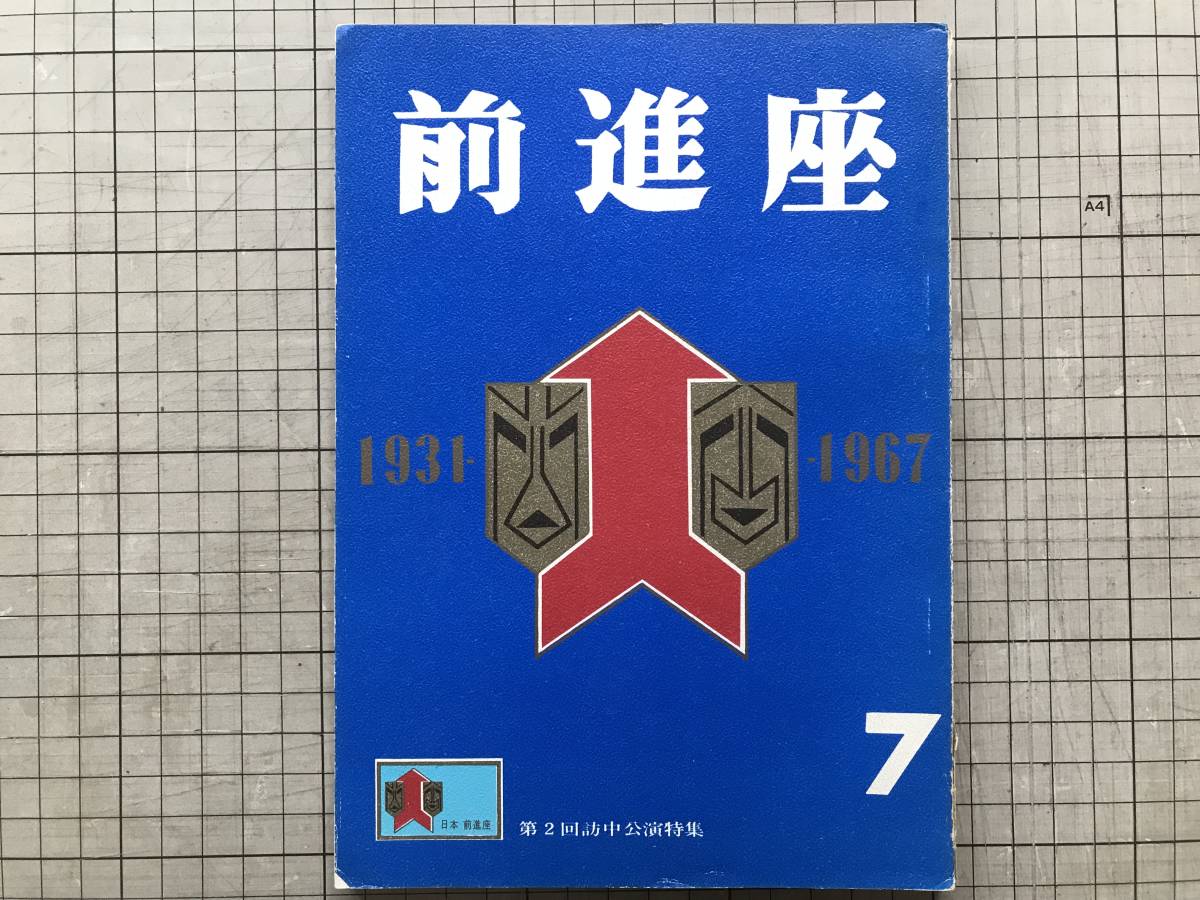 前進座
A4
1931-
-1967
7
日本 前進座
第2回訪中公演特集